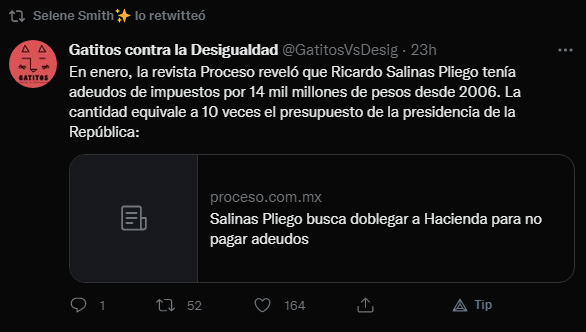 Selene Smith✨ lo retwitteó
Gatitos contra la Desigualdad @GatitosVsDesig · 23h
GATITOS
En enero, la revista Proceso reveló que Ricardo Salinas Pliego tenía
adeudos de impuestos por 14 mil millones de pesos desde 2006. La
cantidad equivale a 10 veces el presupuesto de la presidencia de la
República:
proceso.com.mx
Salinas Pliego busca doblegar a Hacienda para no
pagar adeudos
1 52 164 Tip